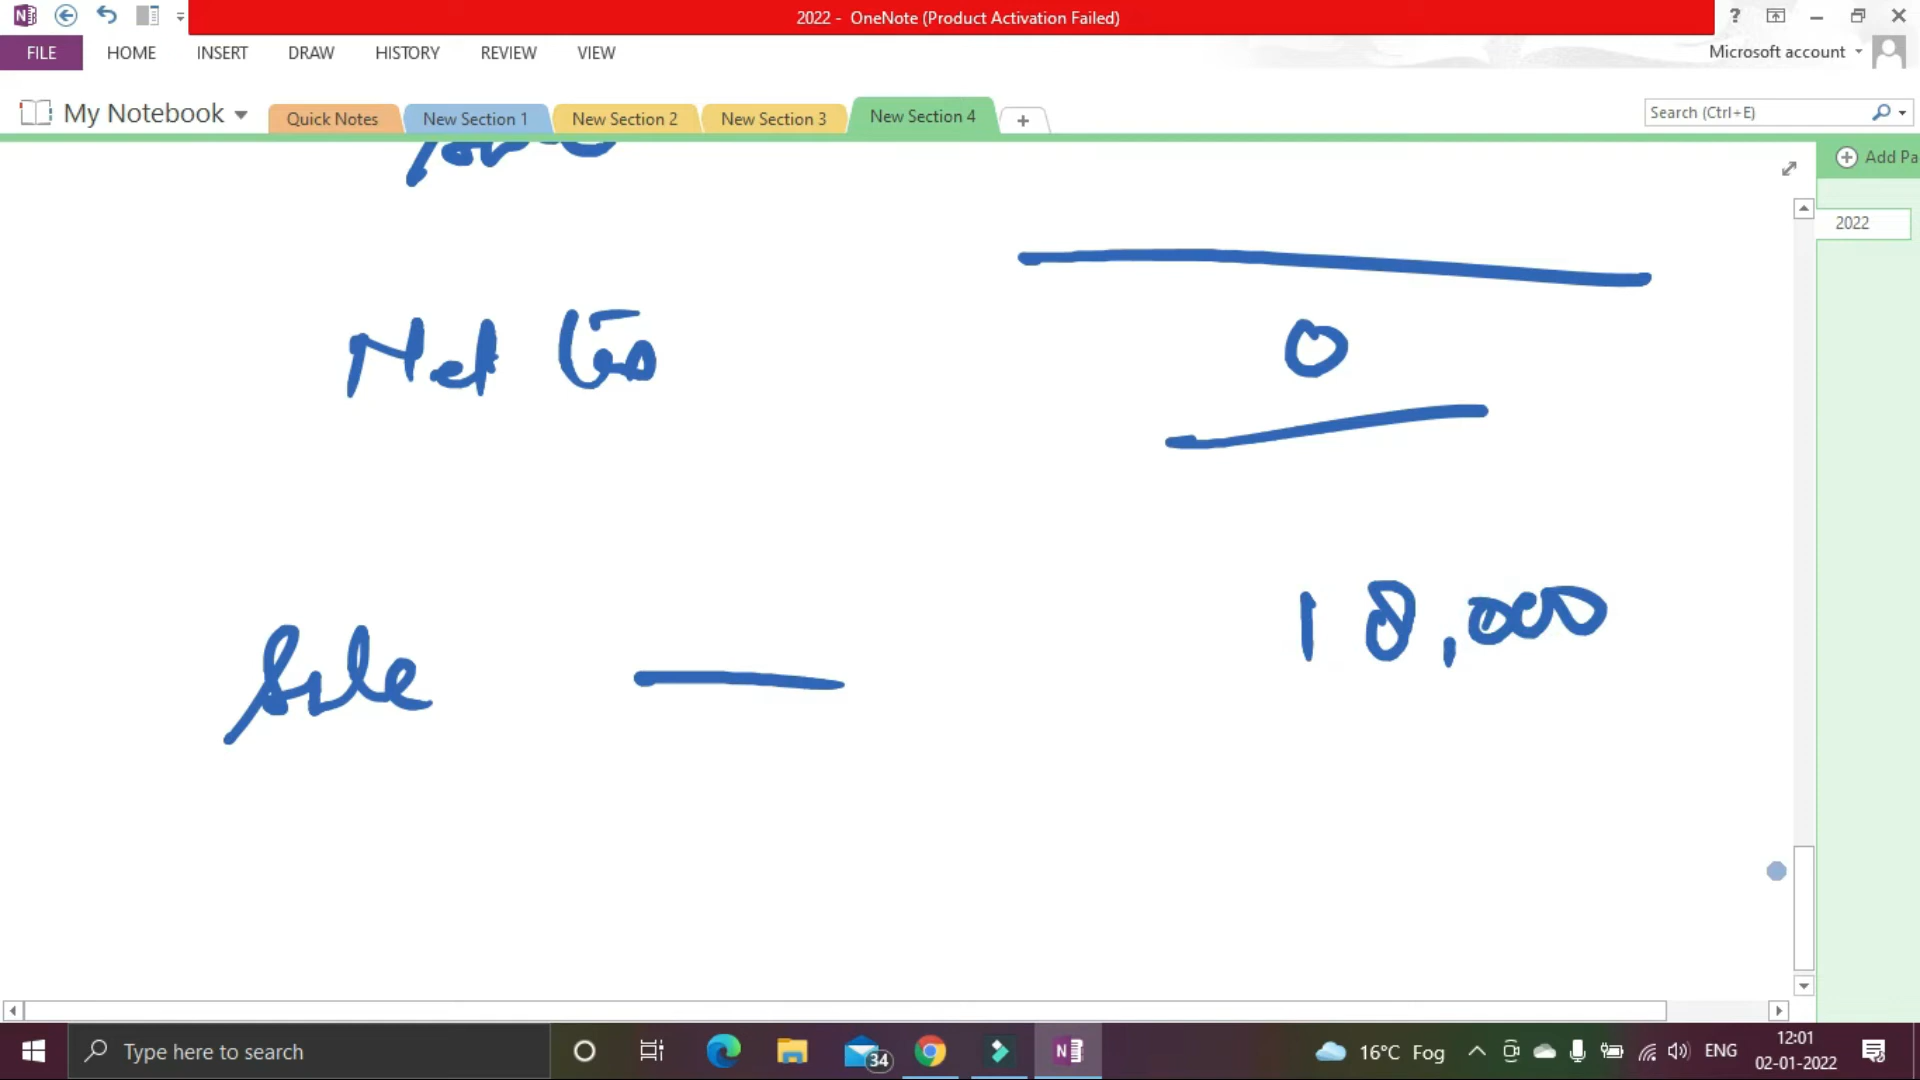 2022 - OneNote (Product Activation Failed)
?
FILE HOME INSERT DRAW HISTORY REVIEW VIEW
Microsoft account
My Notebook Quick Notes New Section 1 New Section 2 New Section 3 New Section 4 +
Search (Ctrl+E)
Add Pa
2022
Net
0
Sale — 18,000
Type here to search
34
N
16°C Fog
ENG
12:01
02-01-2022